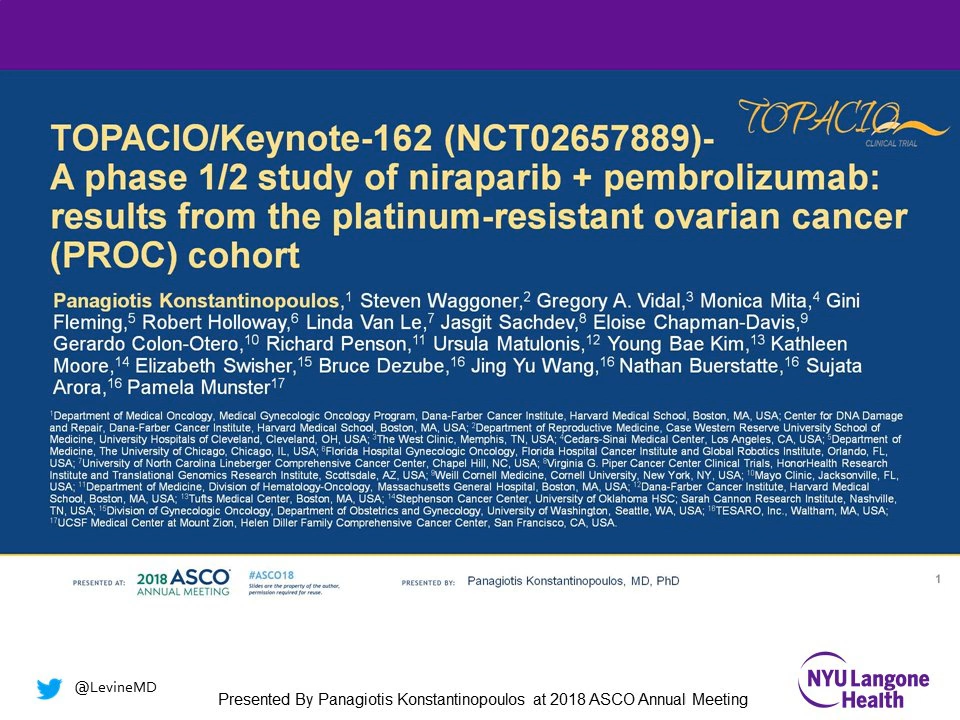 TOPACIO
CLINICAL TRIAL
TOPACIO/Keynote-162 (NCT02657889)-
A phase 1/2 study of niraparib + pembrolizumab:
results from the platinum-resistant ovarian cancer
(PROC) cohort
Panagiotis Konstantinopoulos,¹ Steven Waggoner,² Gregory A. Vidal,³ Monica Mita,⁴ Gini
Fleming,⁵ Robert Holloway,⁶ Linda Van Le,⁷ Jasgit Sachdev,⁸ Eloise Chapman-Davis,⁹
Gerardo Colon-Otero,¹⁰ Richard Penson,¹¹ Ursula Matulonis,¹² Young Bae Kim,¹³ Kathleen
Moore,¹⁴ Elizabeth Swisher,¹⁵ Bruce Dezube,¹⁶ Jing Yu Wang,¹⁶ Nathan Buerstatte,¹⁶ Sujata
Arora,¹⁶ Pamela Munster¹⁷
¹Department of Medical Oncology, Medical Gynecologic Oncology Program, Dana-Farber Cancer Institute, Harvard Medical School, Boston, MA, USA; Center for DNA Damage
and Repair, Dana-Farber Cancer Institute, Harvard Medical School, Boston, MA, USA; ²Department of Reproductive Medicine, Case Western Reserve University School of
Medicine, University Hospitals of Cleveland, Cleveland, OH, USA; ³The West Clinic, Memphis, TN, USA; ⁴Cedars-Sinai Medical Center, Los Angeles, CA, USA; ⁵Department of
Medicine, The University of Chicago, Chicago, IL, USA; ⁶Florida Hospital Gynecologic Oncology, Florida Hospital Cancer Institute and Global Robotics Institute, Orlando, FL,
USA; ⁷University of North Carolina Lineberger Comprehensive Cancer Center, Chapel Hill, NC, USA; ⁸Virginia G. Piper Cancer Center Clinical Trials, HonorHealth Research
Institute and Translational Genomics Research Institute, Scottsdale, AZ, USA; ⁹Weill Cornell Medicine, Cornell University, New York, NY, USA; ¹⁰Mayo Clinic, Jacksonville, FL,
USA; ¹¹Department of Medicine, Division of Hematology-Oncology, Massachusetts General Hospital, Boston, MA, USA; ¹²Dana-Farber Cancer Institute, Harvard Medical
School, Boston, MA, USA; ¹³Tufts Medical Center, Boston, MA, USA; ¹⁴Stephenson Cancer Center, University of Oklahoma HSC; Sarah Cannon Research Institute, Nashville,
TN, USA; ¹⁵Division of Gynecologic Oncology, Department of Obstetrics and Gynecology, University of Washington, Seattle, WA, USA; ¹⁶TESARO, Inc., Waltham, MA, USA;
¹⁷UCSF Medical Center at Mount Zion, Helen Diller Family Comprehensive Cancer Center, San Francisco, CA, USA.
PRESENTED AT:
2018 ASCO®
ANNUAL MEETING
#ASCO18
Slides are the property of the author,
permission required for reuse.
PRESENTED BY: Panagiotis Konstantinopoulos, MD, PhD
1
@LevineMD
Presented By Panagiotis Konstantinopoulos at 2018 ASCO Annual Meeting
NYU Langone
Health